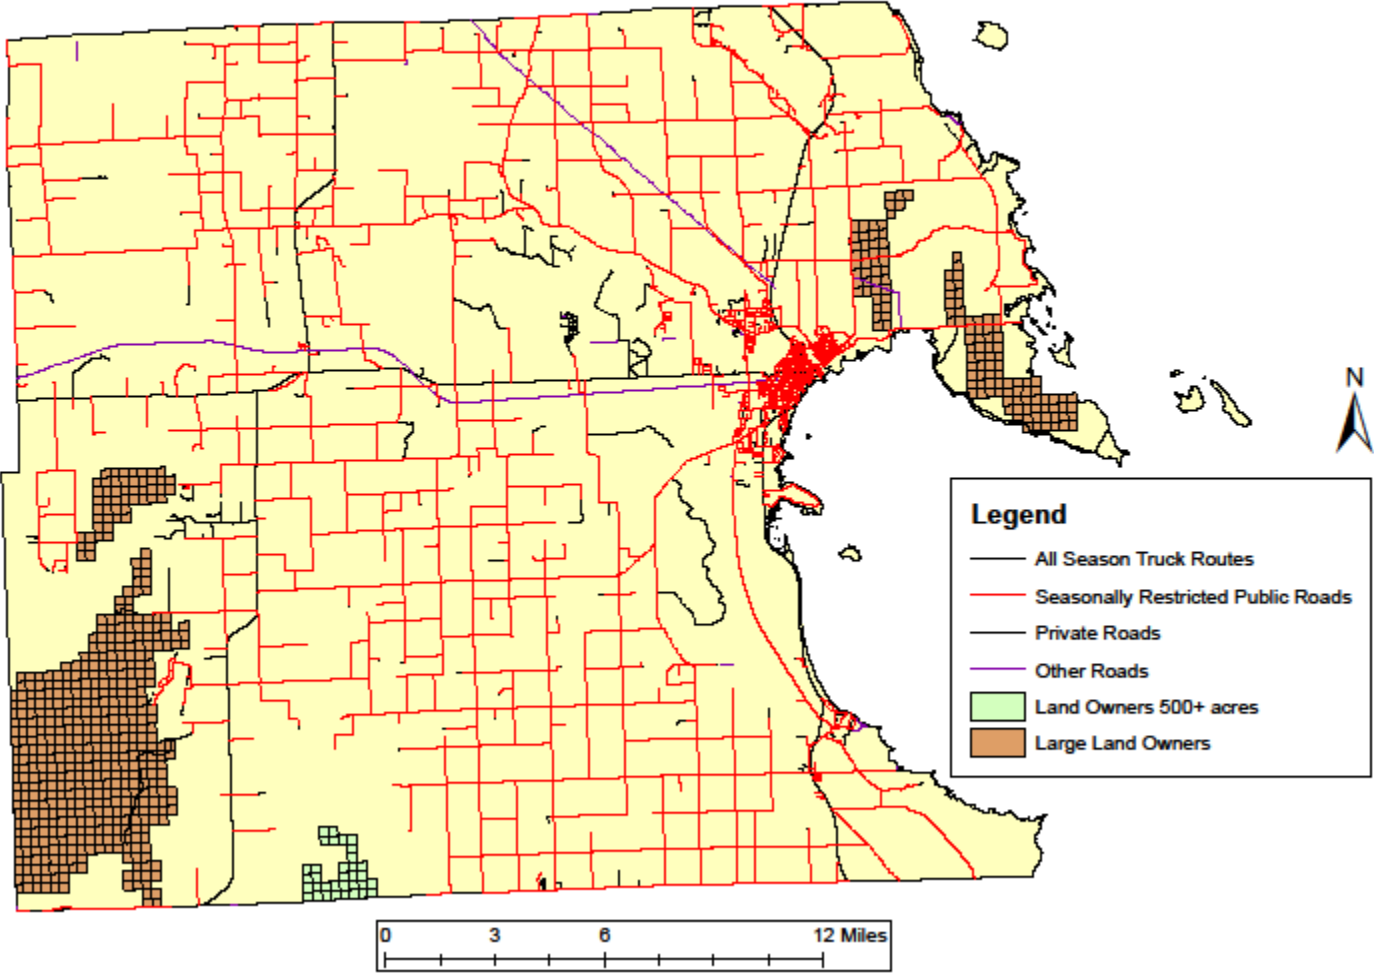 N
Legend
All Season Truck Routes
Seasonally Restricted Public Roads
Private Roads
Other Roads
Land Owners 500+ acres
Large Land Owners
0 3 6 12 Miles